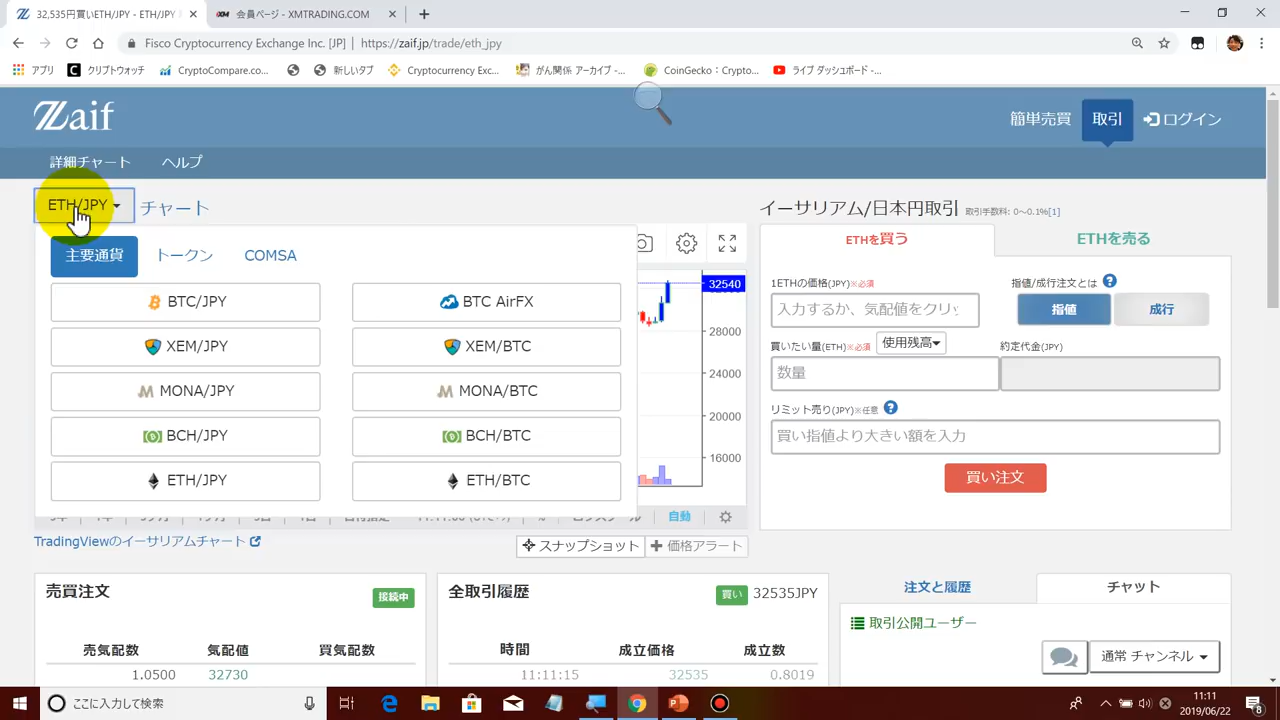 32,535円買いETH/JPY - ETH/JPY
会員ページ - XMTRADING.COM
Fisco Cryptocurrency Exchange Inc. [JP] | https://zaif.jp/trade/eth_jpy
アプリ
クリプトウォッチ
CryptoCompare.co...
新しいタブ
Cryptocurrency Exc...
がん関係 アーカイブ - ...
CoinGecko：Crypto...
ライブ ダッシュボード - ...
Zaif
簡単売買
取引
ログイン
詳細チャート
ヘルプ
ETH/JPY
チャート
主要通貨
トークン
COMSA
BTC/JPY
BTC AirFX
XEM/JPY
XEM/BTC
MONA/JPY
MONA/BTC
BCH/JPY
BCH/BTC
ETH/JPY
ETH/BTC
32540
28000
24000
20000
16000
自動
TradingViewのイーサリアムチャート
スナップショット
価格アラート
イーサリアム/日本円取引
取引手数料: 0～0.1%[1]
ETHを買う
ETHを売る
1ETHの価格(JPY)※必須
指値/成行注文とは
入力するか、気配値をクリッ
指値
成行
買いたい量(ETH)※必須
使用残高
約定代金(JPY)
数量
リミット売り(JPY)※任意
買い指値より大きい額を入力
買い注文
売買注文
接続中
売気配数
気配値
買気配数
1.0500
32730
全取引履歴
買い
32535JPY
時間
成立価格
成立数
11:11:15
32535
0.8019
注文と履歴
チャット
取引公開ユーザー
通常 チャンネル
ここに入力して検索
11:11
2019/06/22
8